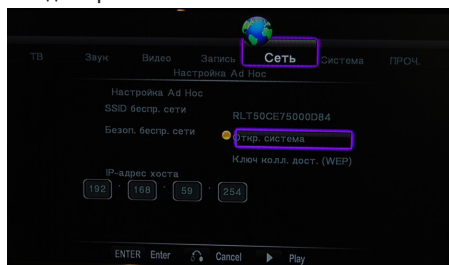 ТВ Звук Видео Запись Сеть Система ПРОЧ.
Настройка Ad Hoc
Настройка Ad Hoc
SSID беспр. сети RLT50CE75000D84
Безоп. беспр. сети Откр. система
Ключ колл. дост. (WEP)
IP-адрес хоста
192 . 168 . 59 . 254
ENTER Enter Cancel Play